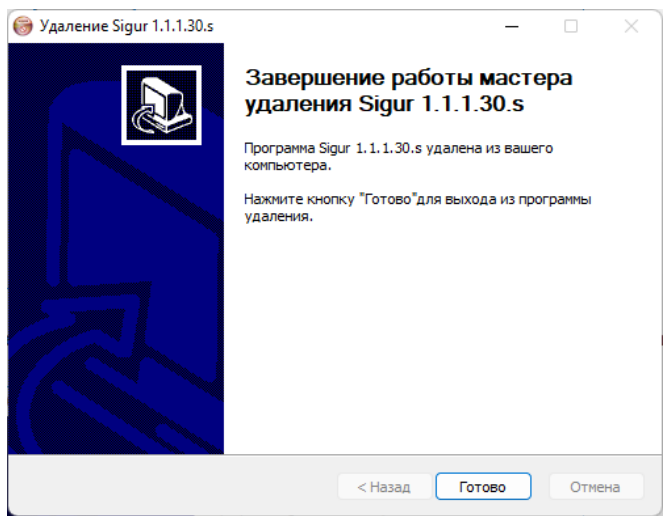 Удаление Sigur 1.1.1.30.s
Завершение работы мастера
удаления Sigur 1.1.1.30.s
Программа Sigur 1.1.1.30.s удалена из вашего
компьютера.
Нажмите кнопку "Готово"для выхода из программы
удаления.
< Назад
Готово
Отмена